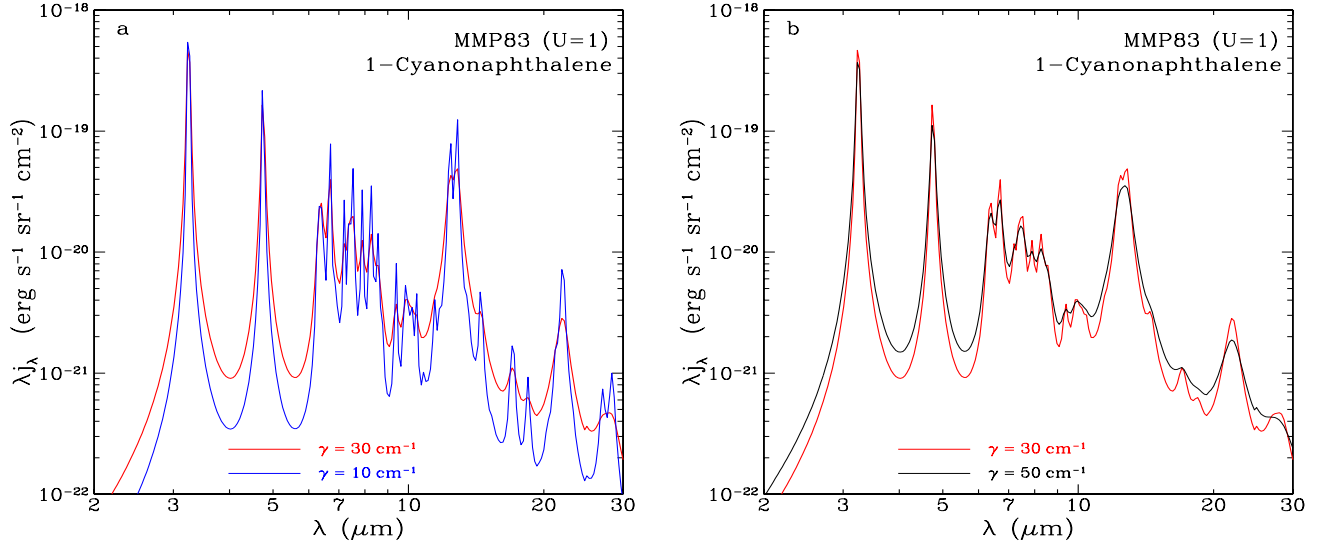 a
MMP83 (U=1)
1−Cyanonaphthalene
10⁻¹⁸
10⁻¹⁹
10⁻²⁰
10⁻²¹
10⁻²²
λj_λ (erg s⁻¹ sr⁻¹ cm⁻²)
γ = 30 cm⁻¹
γ = 10 cm⁻¹
2 3 5 7 10 20 30
λ (μm)
b
MMP83 (U=1)
1−Cyanonaphthalene
10⁻¹⁸
10⁻¹⁹
10⁻²⁰
10⁻²¹
10⁻²²
λj_λ (erg s⁻¹ sr⁻¹ cm⁻²)
γ = 30 cm⁻¹
γ = 50 cm⁻¹
2 3 5 7 10 20 30
λ (μm)